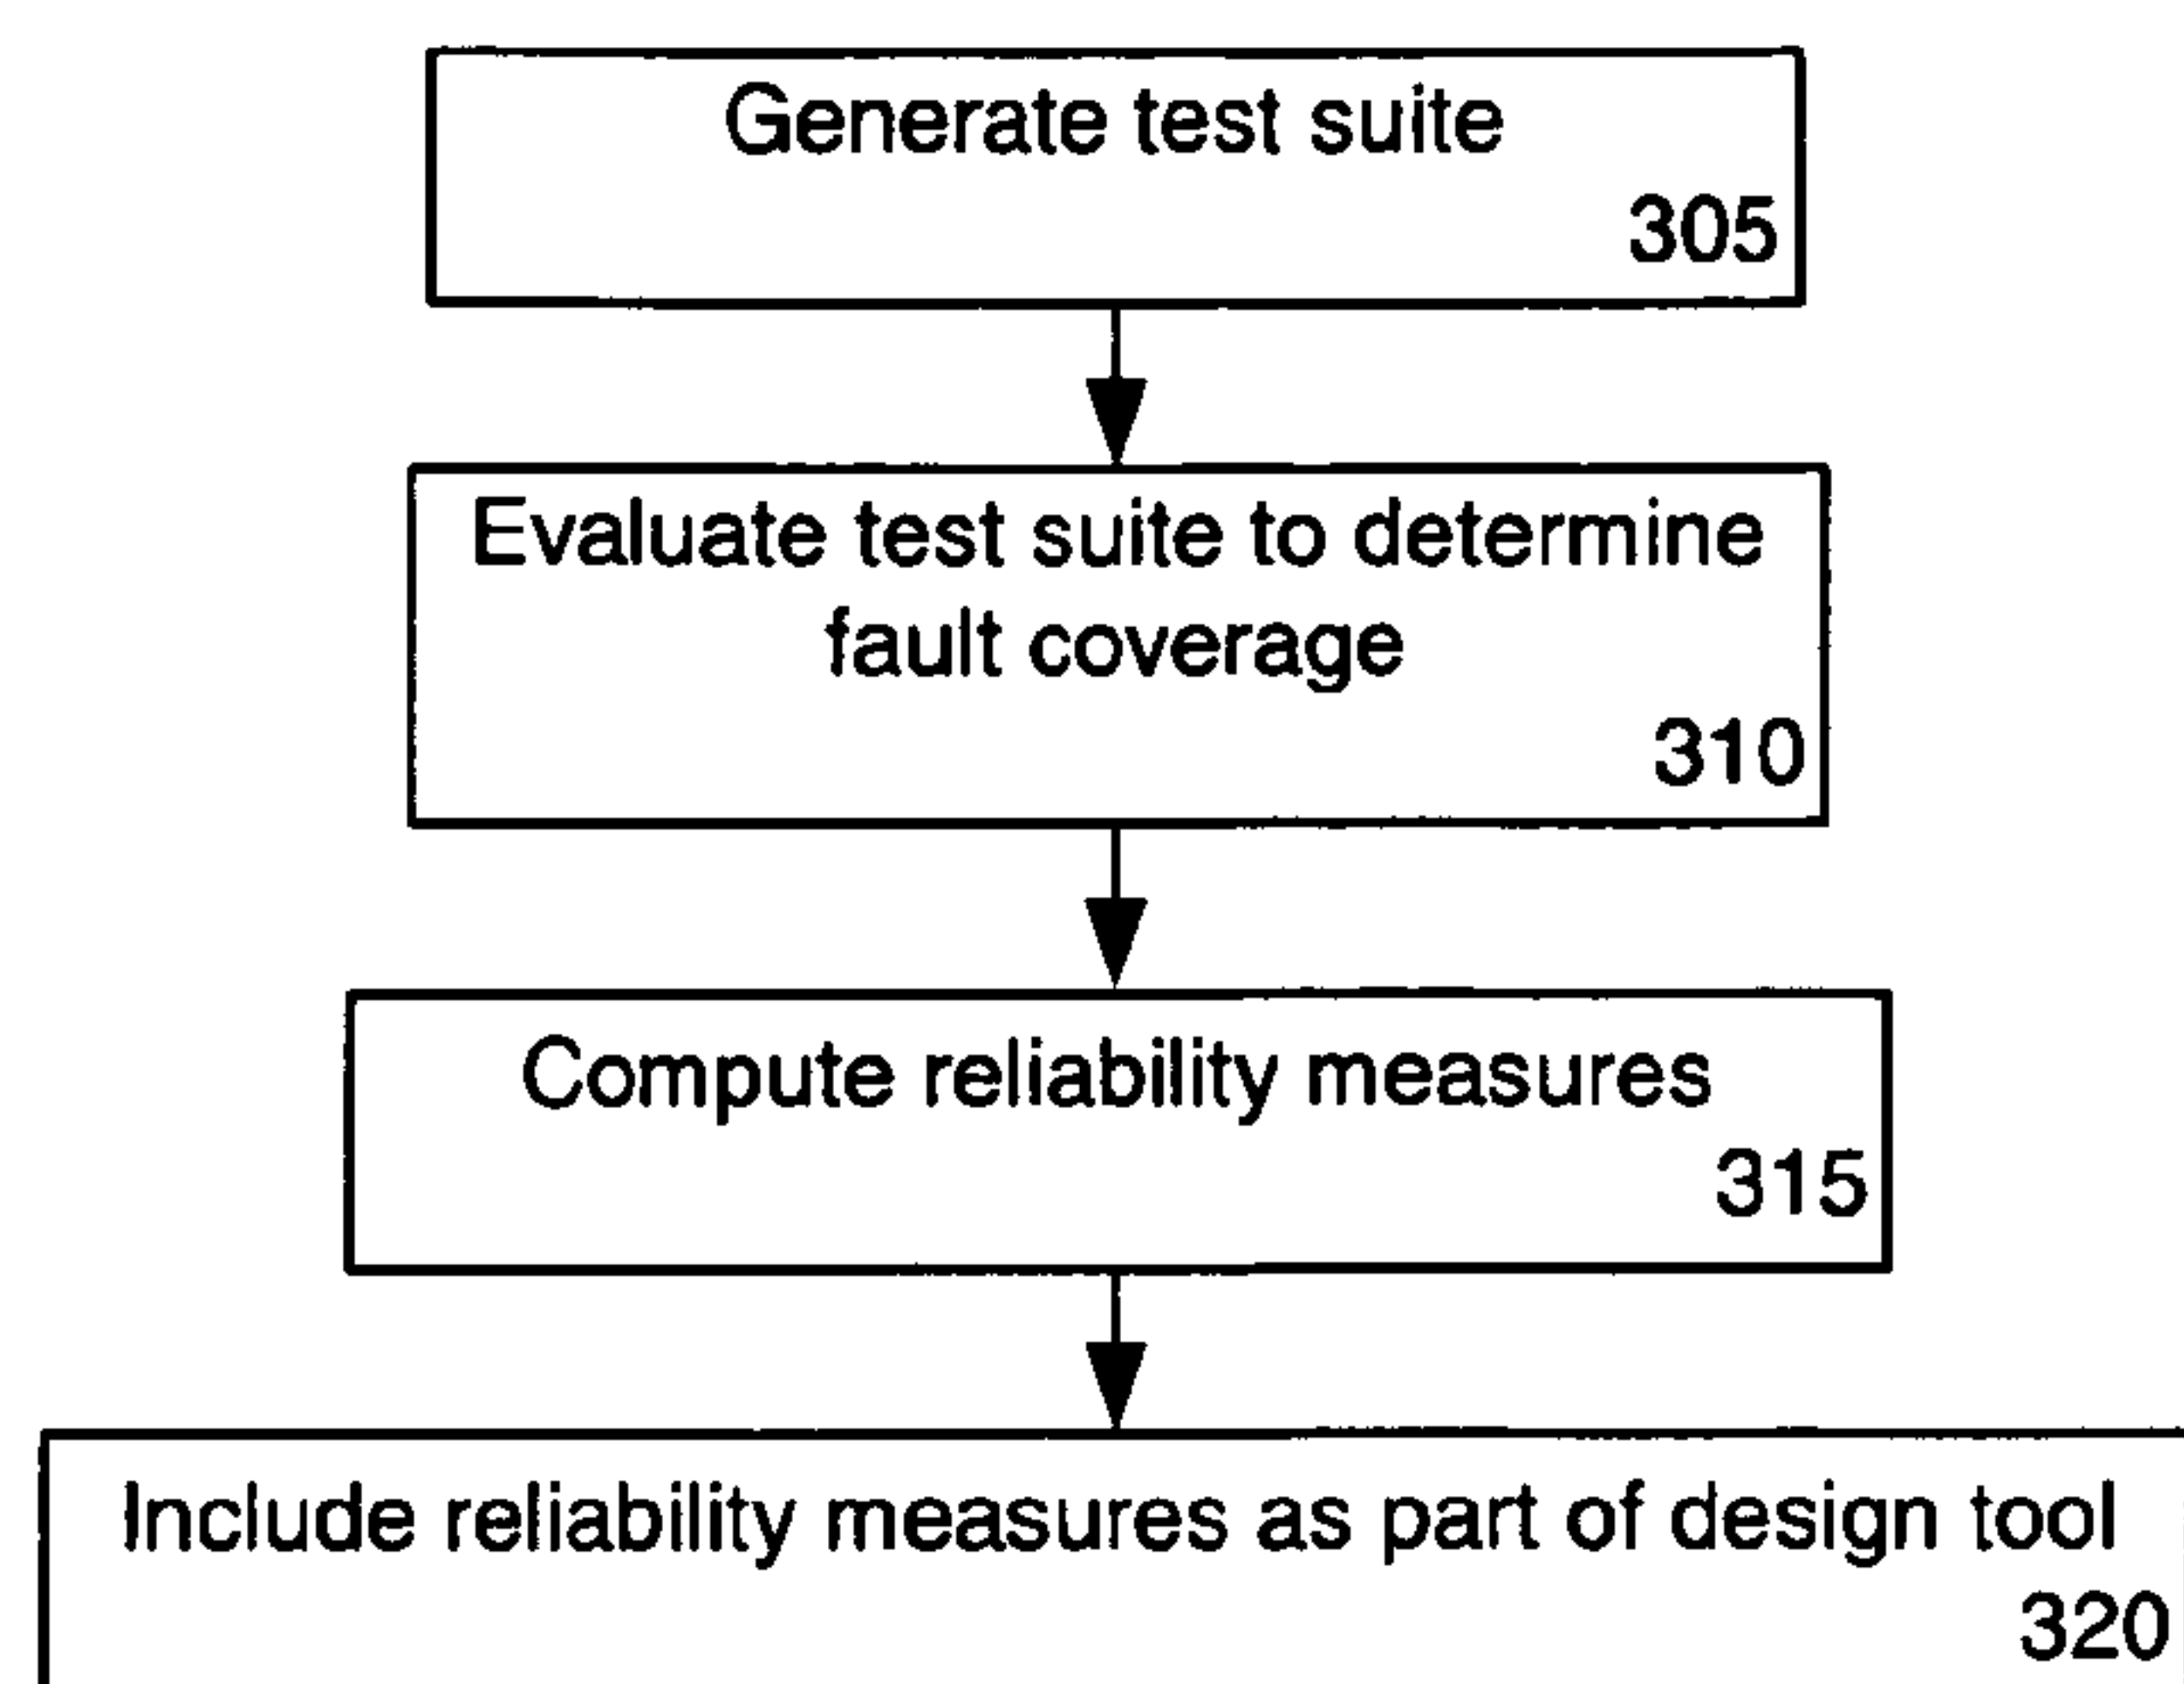 Generate test suite
305
Evaluate test suite to determine
fault coverage
310
Compute reliability measures
315
Include reliability measures as part of design tool
320